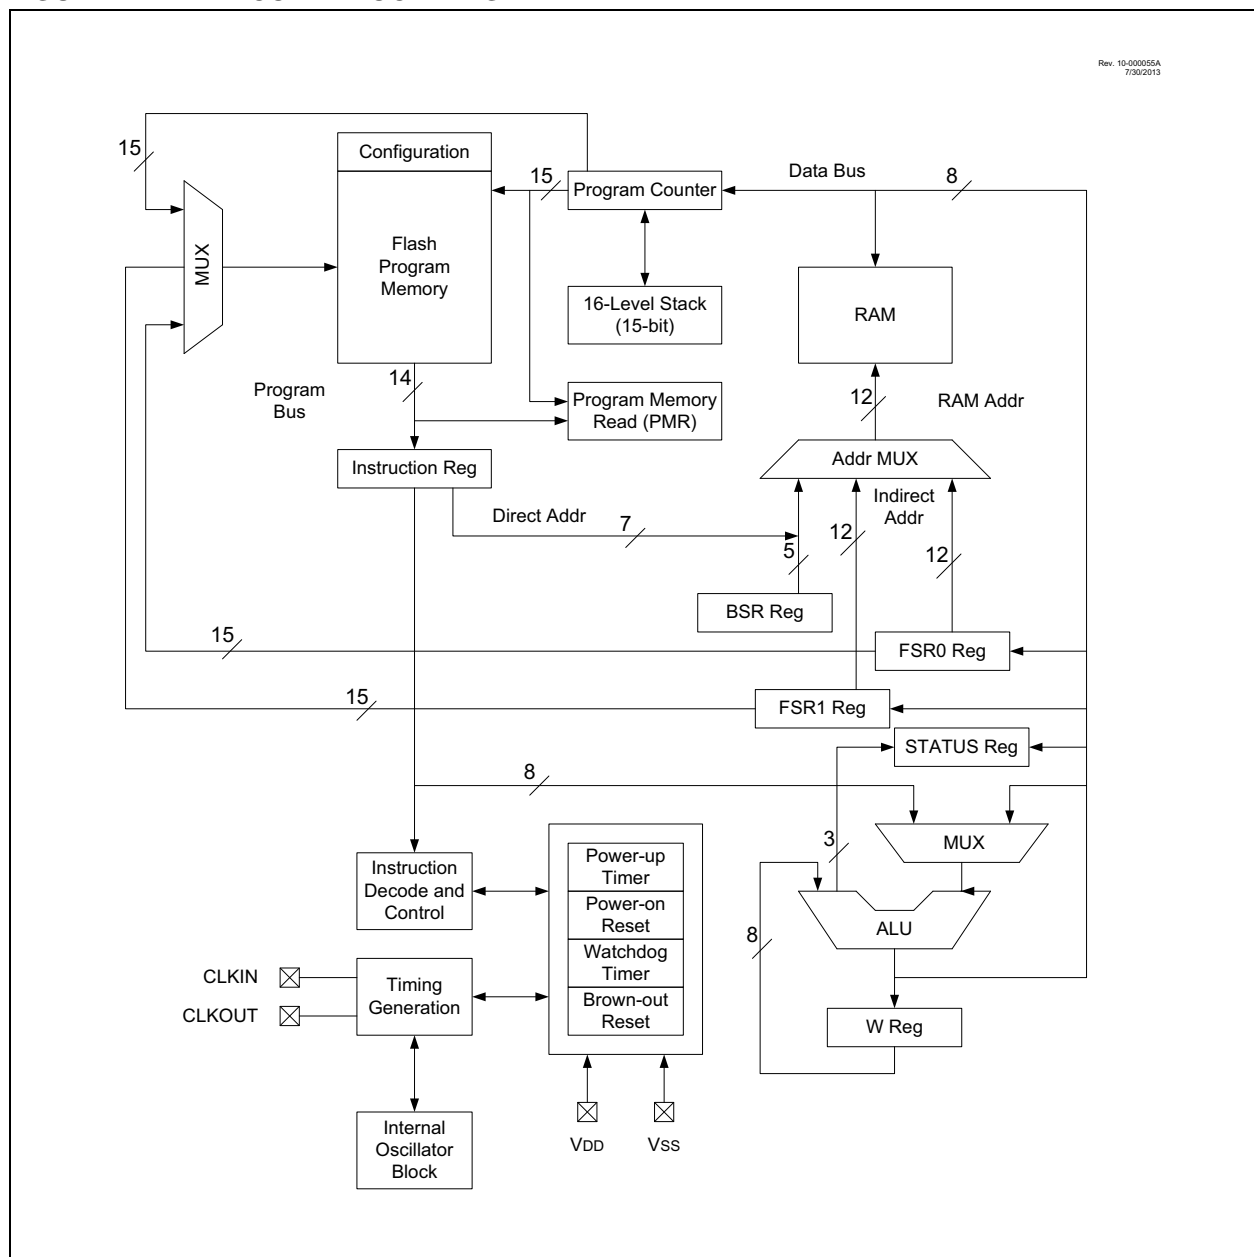 Rev. 10-000055A
7/30/2013
15
Configuration
15
Program Counter
Data Bus
8
MUX
Flash
Program
Memory
16-Level Stack
(15-bit)
RAM
Program
Bus
14
Program Memory
Read (PMR)
12
RAM Addr
Instruction Reg
Addr MUX
Direct Addr
7
5
12
Indirect
Addr
12
BSR Reg
15
FSR0 Reg
15
FSR1 Reg
STATUS Reg
8
3
MUX
Instruction
Decode and
Control
Power-up
Timer
Power-on
Reset
Watchdog
Timer
Brown-out
Reset
8
ALU
CLKIN
CLKOUT
Timing
Generation
W Reg
Internal
Oscillator
Block
VDD
VSS